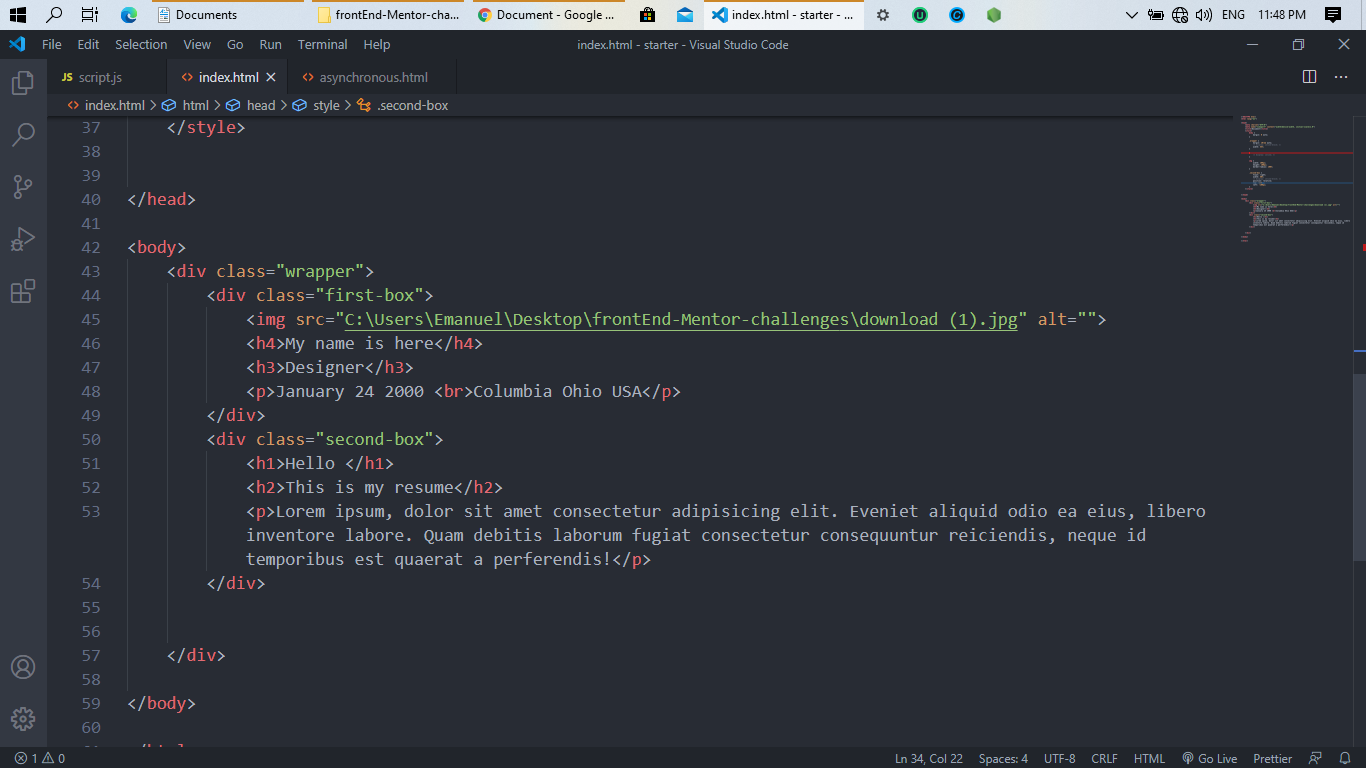 Documents
frontEnd-Mentor-cha...
Document - Google ...
index.html - starter - ...
ENG 11:48 PM
File Edit Selection View Go Run Terminal Help
index.html - starter - Visual Studio Code
JS script.js
<> index.html
<> asynchronous.html
<> index.html > html > head > style > .second-box
37 </style>
38
39
40 </head>
41
42 <body>
43 <div class="wrapper">
44 <div class="first-box">
45 <img src="C:\Users\Emanuel\Desktop\frontEnd-Mentor-challenges\download (1).jpg" alt="">
46 <h4>My name is here</h4>
47 <h3>Designer</h3>
48 <p>January 24 2000 <br>Columbia Ohio USA</p>
49 </div>
50 <div class="second-box">
51 <h1>Hello </h1>
52 <h2>This is my resume</h2>
53 <p>Lorem ipsum, dolor sit amet consectetur adipisicing elit. Eveniet aliquid odio ea eius, libero
inventore labore. Quam debitis laborum fugiat consectetur consequuntur reiciendis, neque id
temporibus est quaerat a perferendis!</p>
54 </div>
55
56
57 </div>
58
59 </body>
60
1 0
Ln 34, Col 22 Spaces: 4 UTF-8 CRLF HTML Go Live Prettier